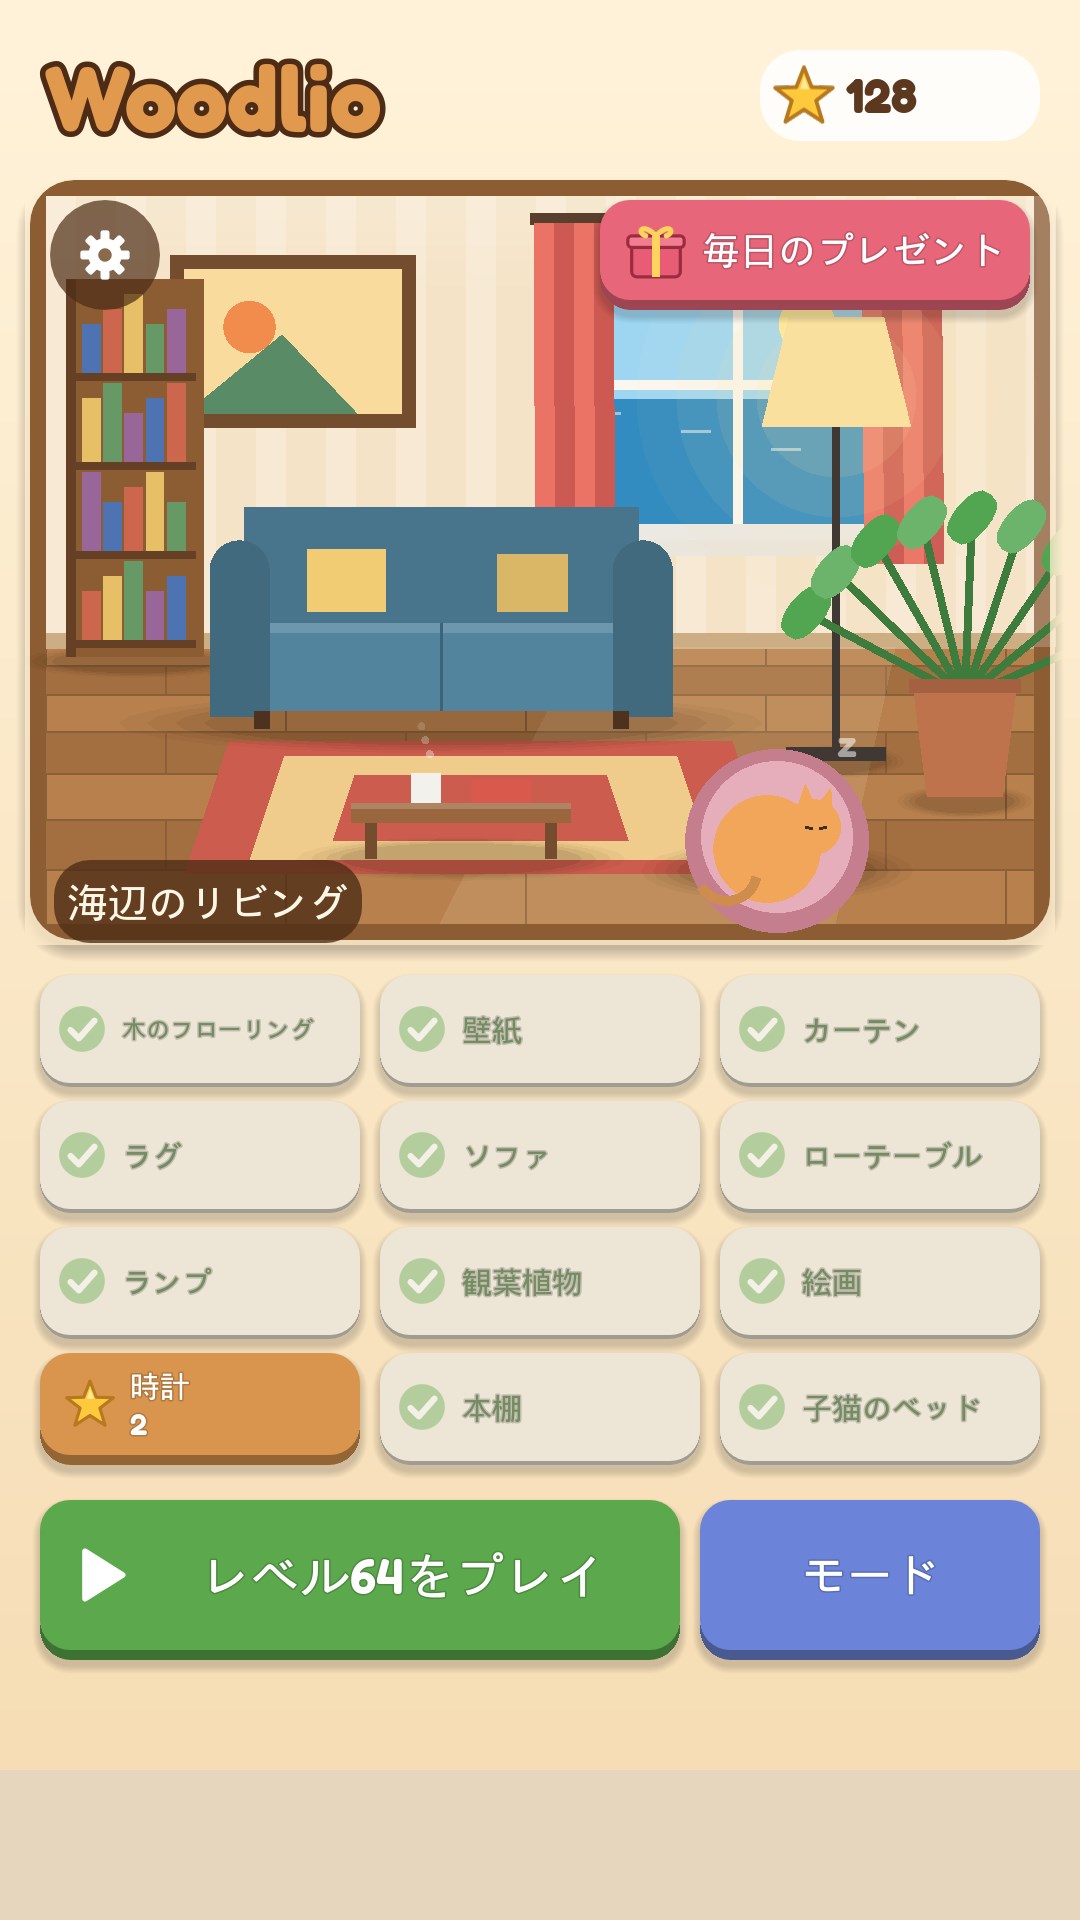 Woodlio
128
毎日のプレゼント
z
海辺のリビング
木のフローリング
壁紙
カーテン
ラグ
ソファ
ローテーブル
ランプ
観葉植物
絵画
時計
2
本棚
子猫のベッド
レベル64をプレイ
モード